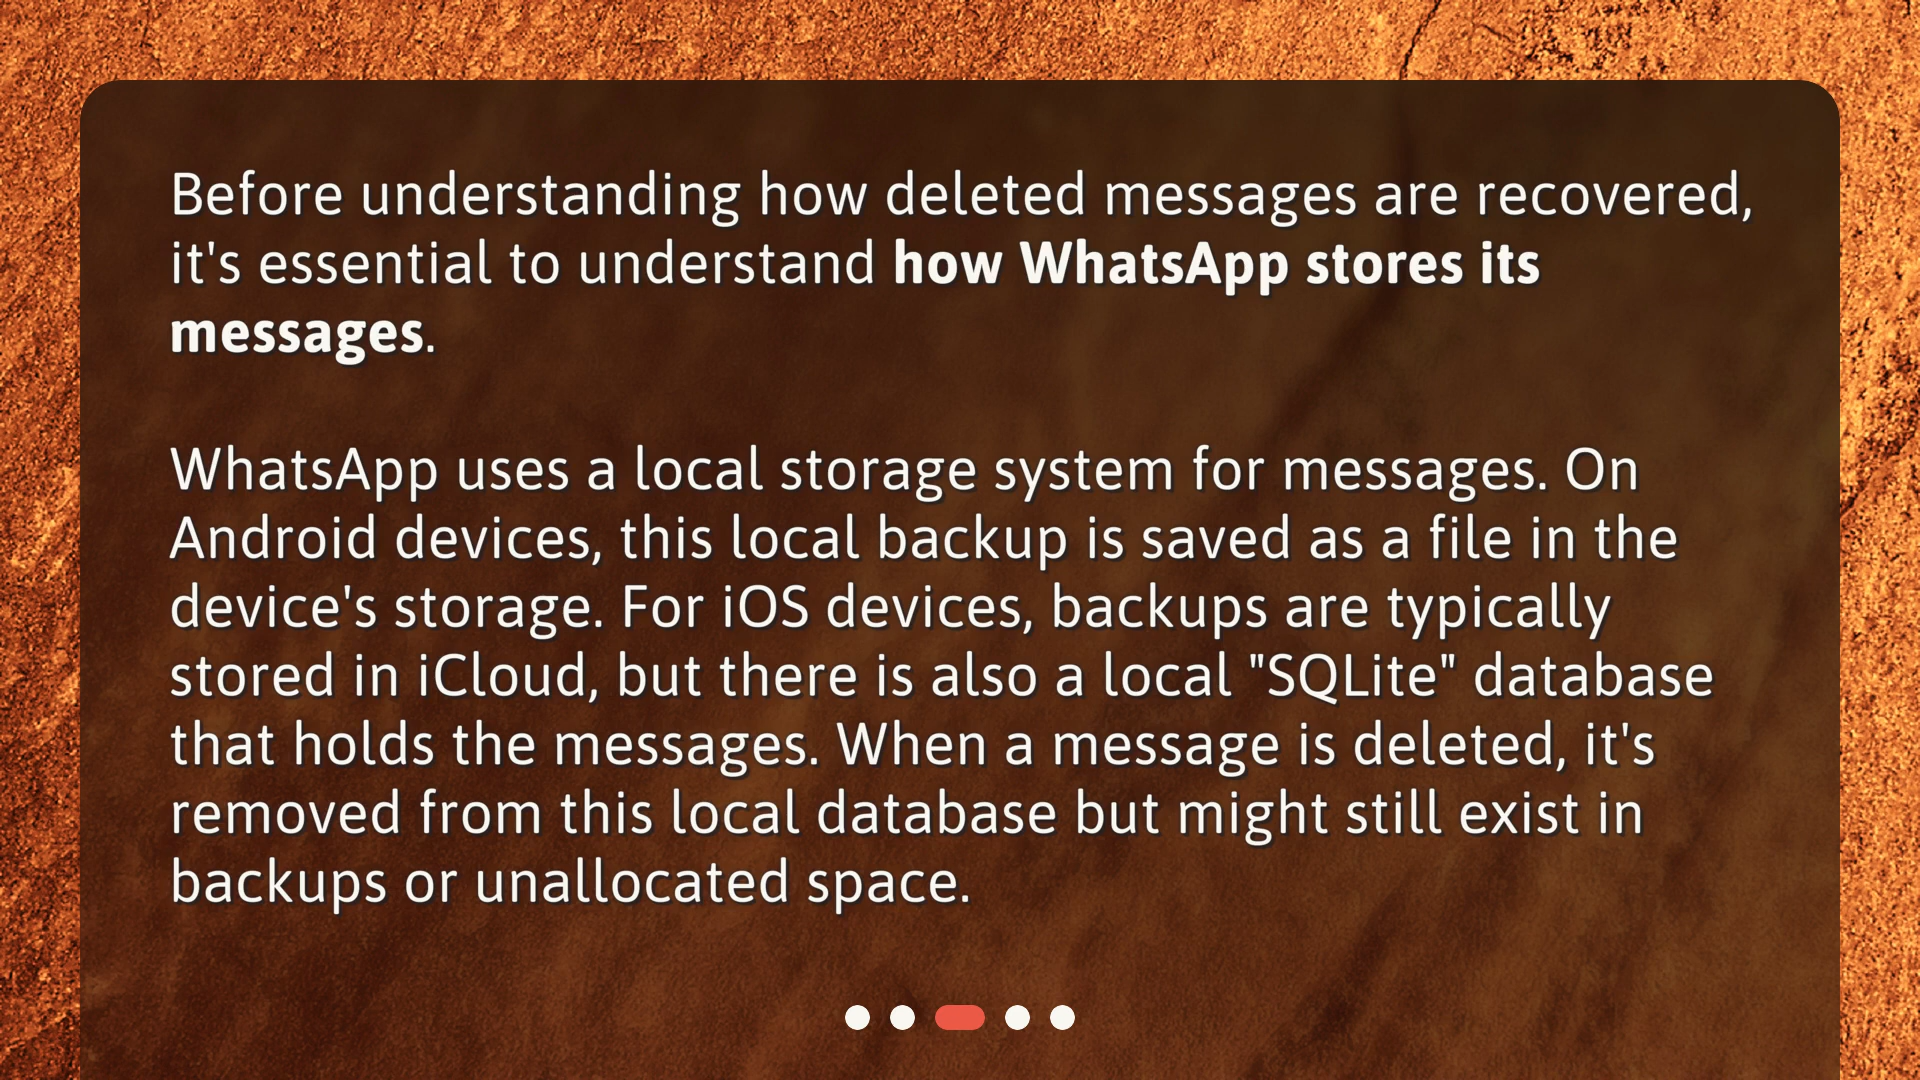 Before understanding how deleted messages are recovered,
it's essential to understand how WhatsApp stores its
messages.
WhatsApp uses a local storage system for messages. On
Android devices, this local backup is saved as a file in the
device's storage. For iOS devices, backups are typically
stored in iCloud, but there is also a local "SQLite" database
that holds the messages. When a message is deleted, it's
removed from this local database but might still exist in
backups or unallocated space.